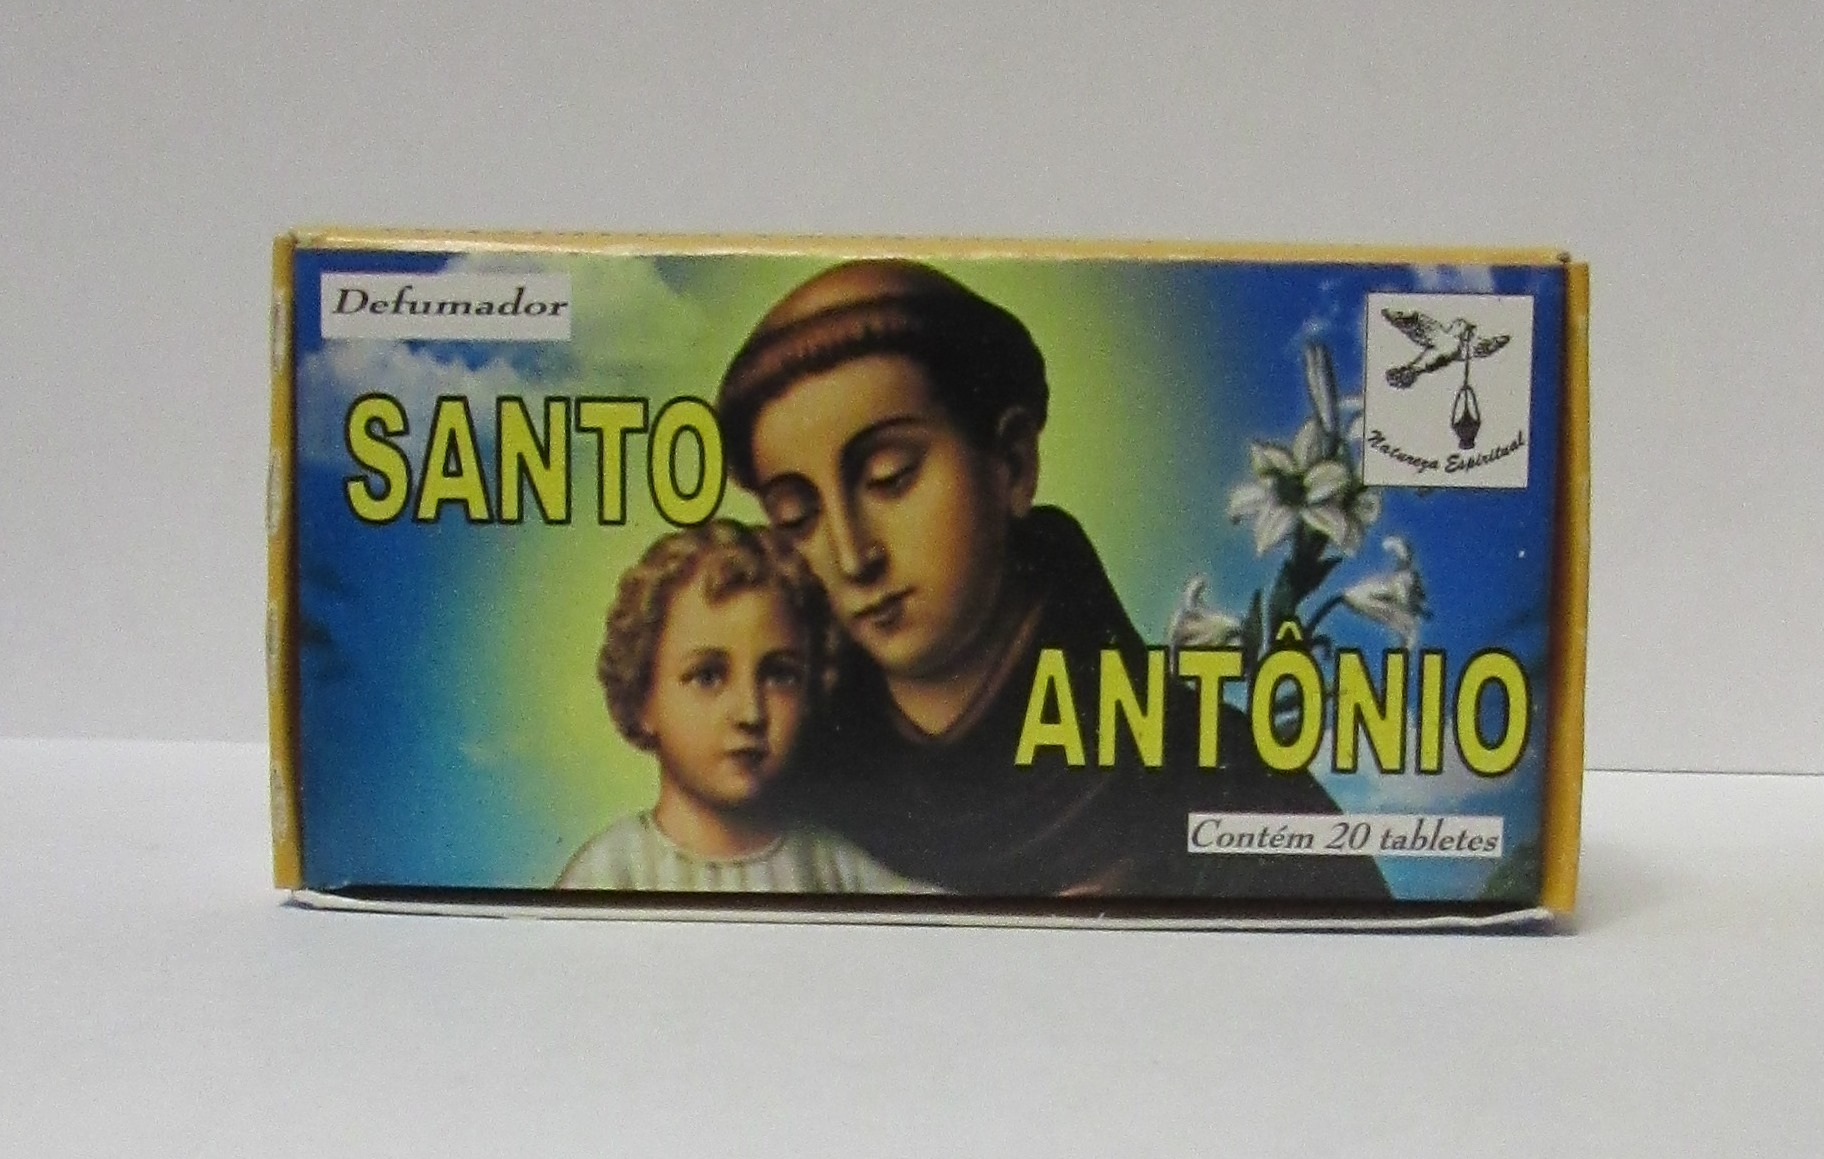 Defumador
SANTO
Natureza Espiritual
ANTÔNIO
Contém 20 tabletes